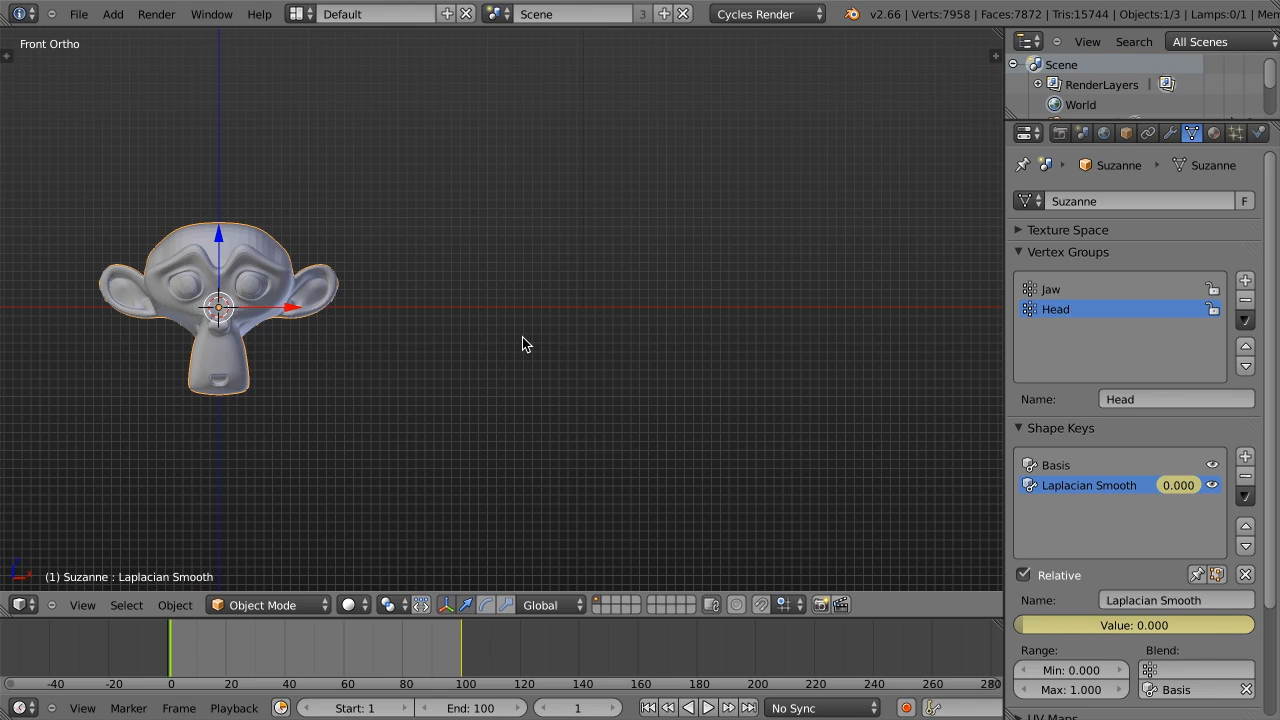 File Add Render Window Help Default Scene 3 Cycles Render v2.66 | Verts:7958 | Faces:7872 | Tris:15744 | Objects:1/3 | Lamps:0/1 |
Front Ortho
(1) Suzanne : Laplacian Smooth
View Select Object Object Mode Global
-40 -20 0 20 40 60 80 100 120 140 160 180 200 220 240 260 280
View Marker Frame Playback Start: 1 End: 100 1 No Sync
View Search All Scenes
Scene
RenderLayers
World
Suzanne Suzanne
Suzanne F
Texture Space
Vertex Groups
Jaw
Head
Name: Head
Shape Keys
Basis
Laplacian Smooth 0.000
Relative
Name: Laplacian Smooth
Value: 0.000
Range: Blend:
Min: 0.000
Max: 1.000 Basis
UV Maps